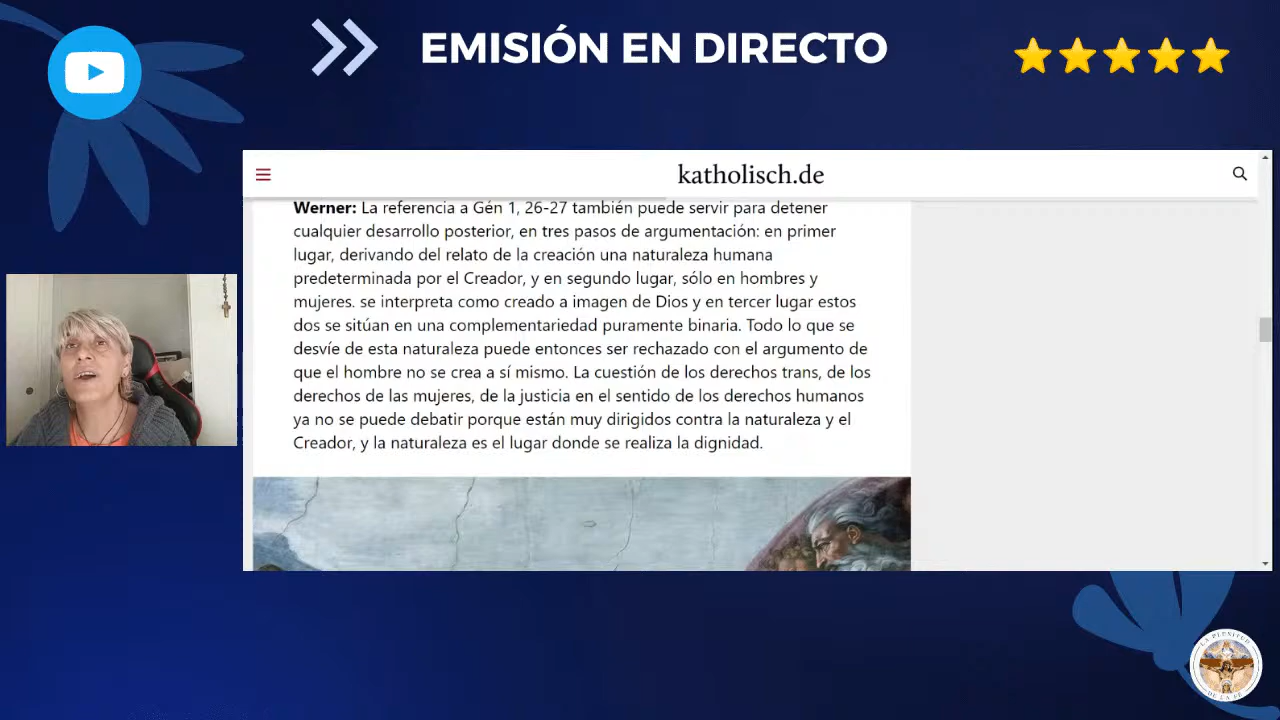 EMISIÓN EN DIRECTO
katholisch.de
Werner: La referencia a Gén 1, 26-27 también puede servir para detener
cualquier desarrollo posterior, en tres pasos de argumentación: en primer
lugar, derivando del relato de la creación una naturaleza humana
predeterminada por el Creador, y en segundo lugar, sólo en hombres y
mujeres. se interpreta como creado a imagen de Dios y en tercer lugar estos
dos se sitúan en una complementariedad puramente binaria. Todo lo que se
desvíe de esta naturaleza puede entonces ser rechazado con el argumento de
que el hombre no se crea a sí mismo. La cuestión de los derechos trans, de los
derechos de las mujeres, de la justicia en el sentido de los derechos humanos
ya no se puede debatir porque están muy dirigidos contra la naturaleza y el
Creador, y la naturaleza es el lugar donde se realiza la dignidad.
LA PLENITUD
DE LA FE